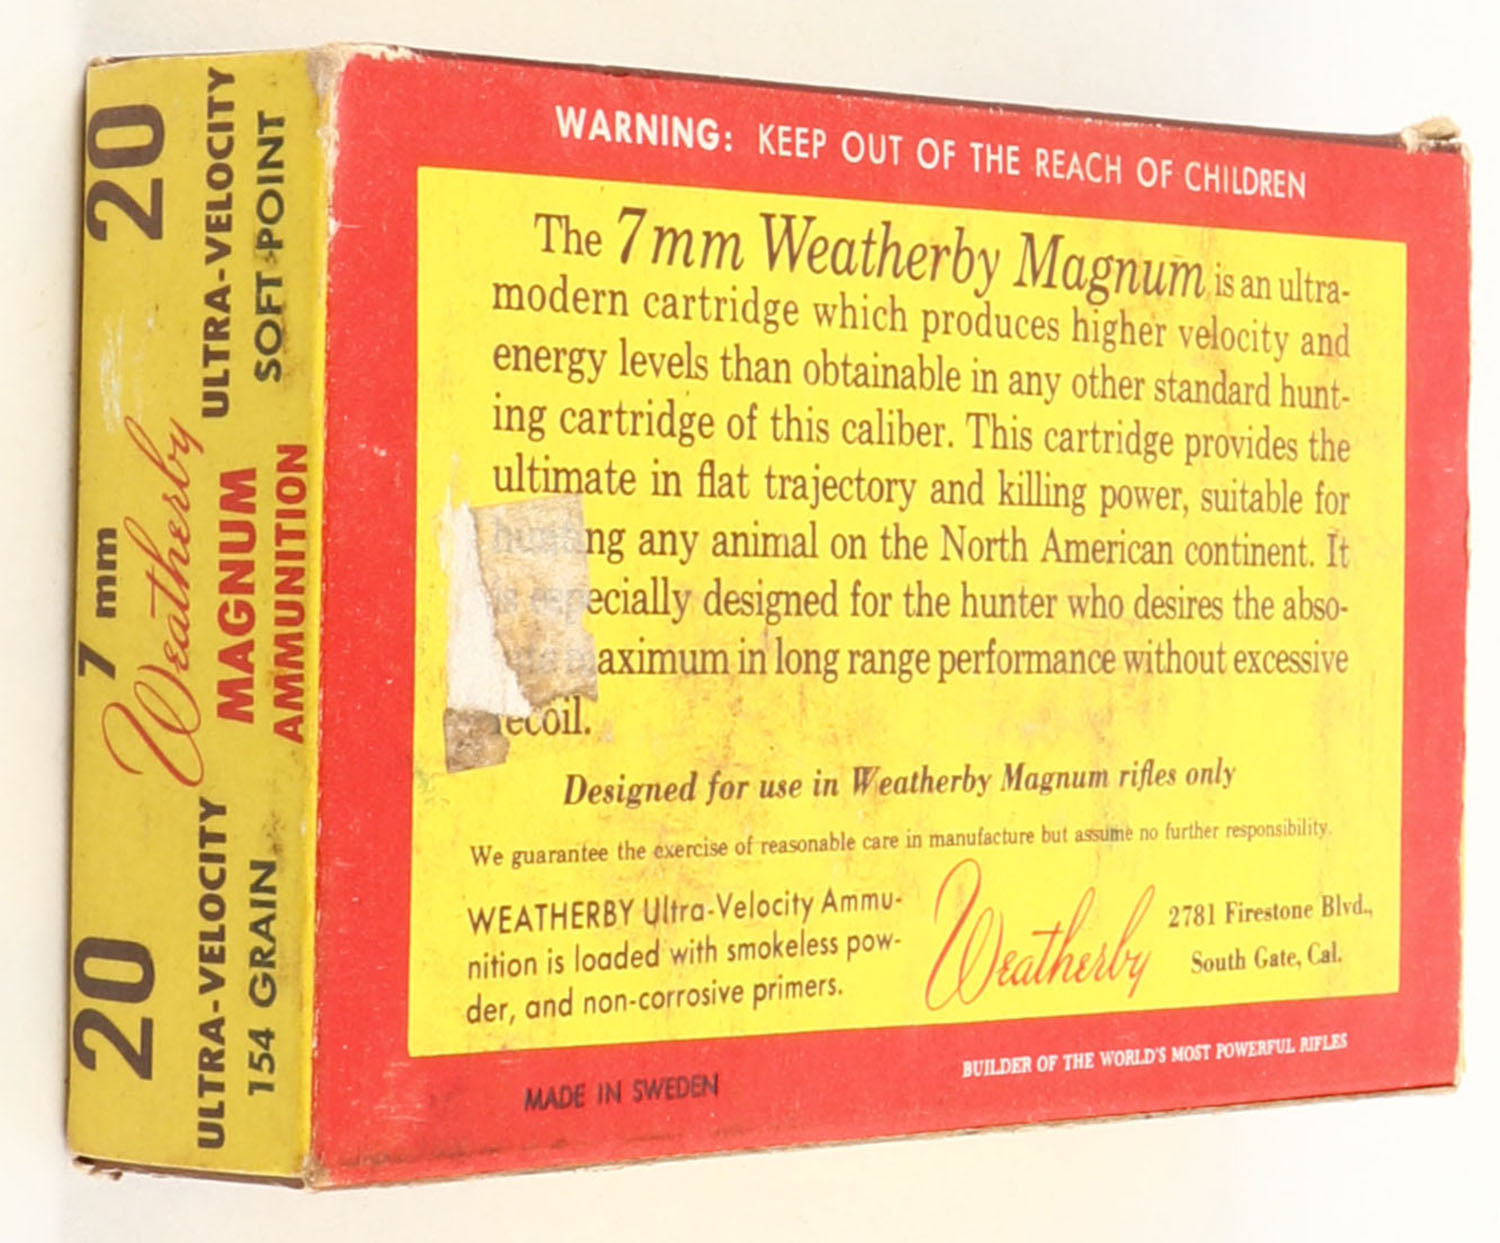 20
7 mm
20
Weatherby
ULTRA-VELOCITY
MAGNUM
ULTRA-VELOCITY
154 GRAIN
AMMUNITION
SOFT-POINT
WARNING: KEEP OUT OF THE REACH OF CHILDREN
The 7mm Weatherby Magnum is an ultra-
modern cartridge which produces higher velocity and
energy levels than obtainable in any other standard hunt-
ing cartridge of this caliber. This cartridge provides the
ultimate in flat trajectory and killing power, suitable for
hunting any animal on the North American continent. It
is especially designed for the hunter who desires the abso-
maximum in long range performance without excessive
recoil.
Designed for use in Weatherby Magnum rifles only
We guarantee the exercise of reasonable care in manufacture but assume no further responsibility.
WEATHERBY Ultra-Velocity Ammu-
nition is loaded with smokeless pow-
der, and non-corrosive primers.
Weatherby
2781 Firestone Blvd.,
South Gate, Cal.
BUILDER OF THE WORLD'S MOST POWERFUL RIFLES
MADE IN SWEDEN